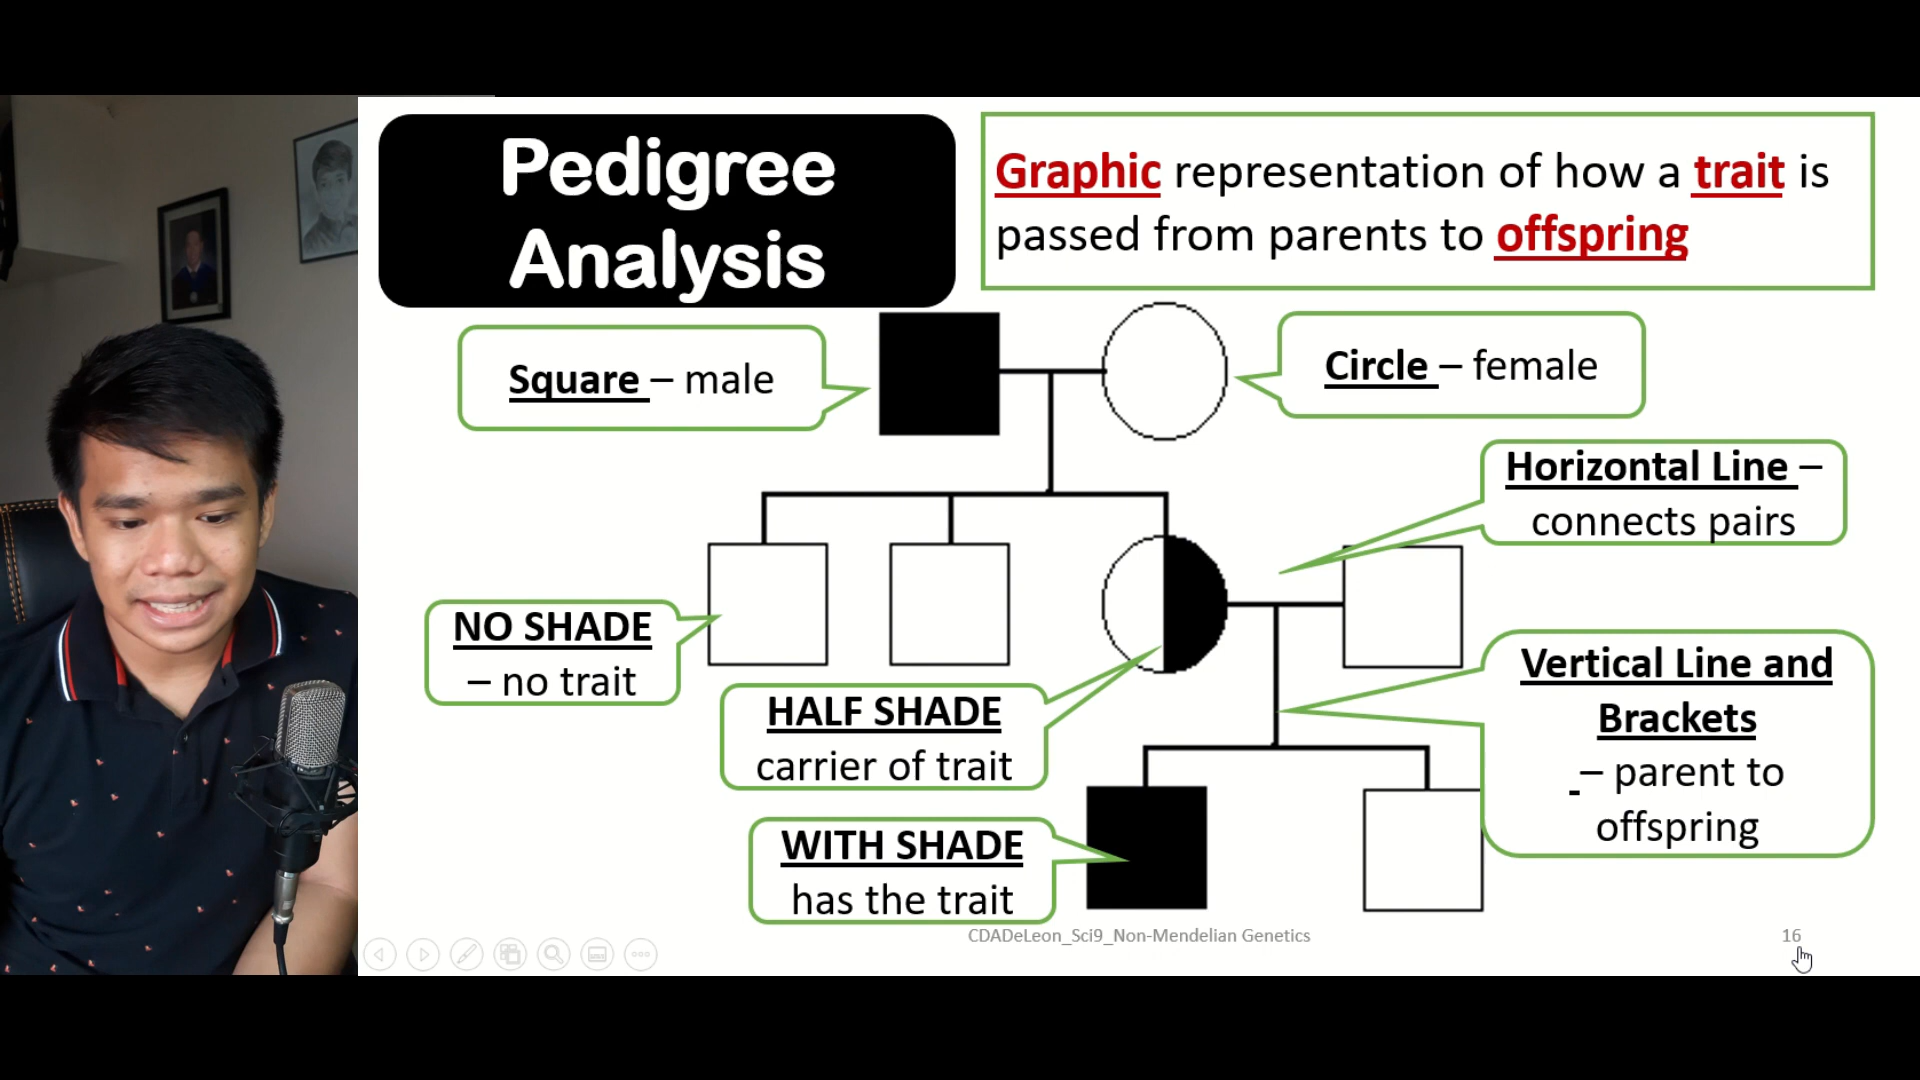 Pedigree
Analysis
Graphic representation of how a trait is
passed from parents to offspring
Square – male
Circle – female
Horizontal Line –
connects pairs
NO SHADE
– no trait
HALF SHADE
carrier of trait
Vertical Line and
Brackets
– parent to
offspring
WITH SHADE
has the trait
CDADeLeon_Sci9_Non-Mendelian Genetics
16